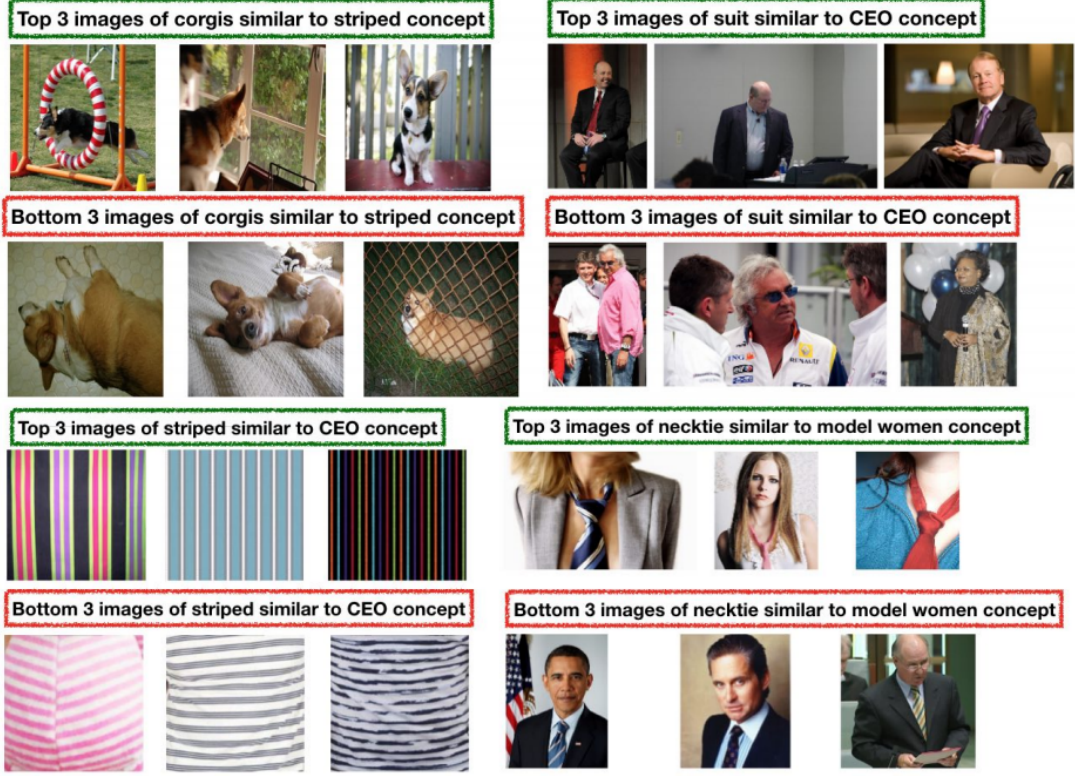 Top 3 images of corgis similar to striped concept
Top 3 images of suit similar to CEO concept
Bottom 3 images of corgis similar to striped concept
Bottom 3 images of suit similar to CEO concept
ING
RENAULT
Top 3 images of striped similar to CEO concept
Top 3 images of necktie similar to model women concept
Bottom 3 images of striped similar to CEO concept
Bottom 3 images of necktie similar to model women concept